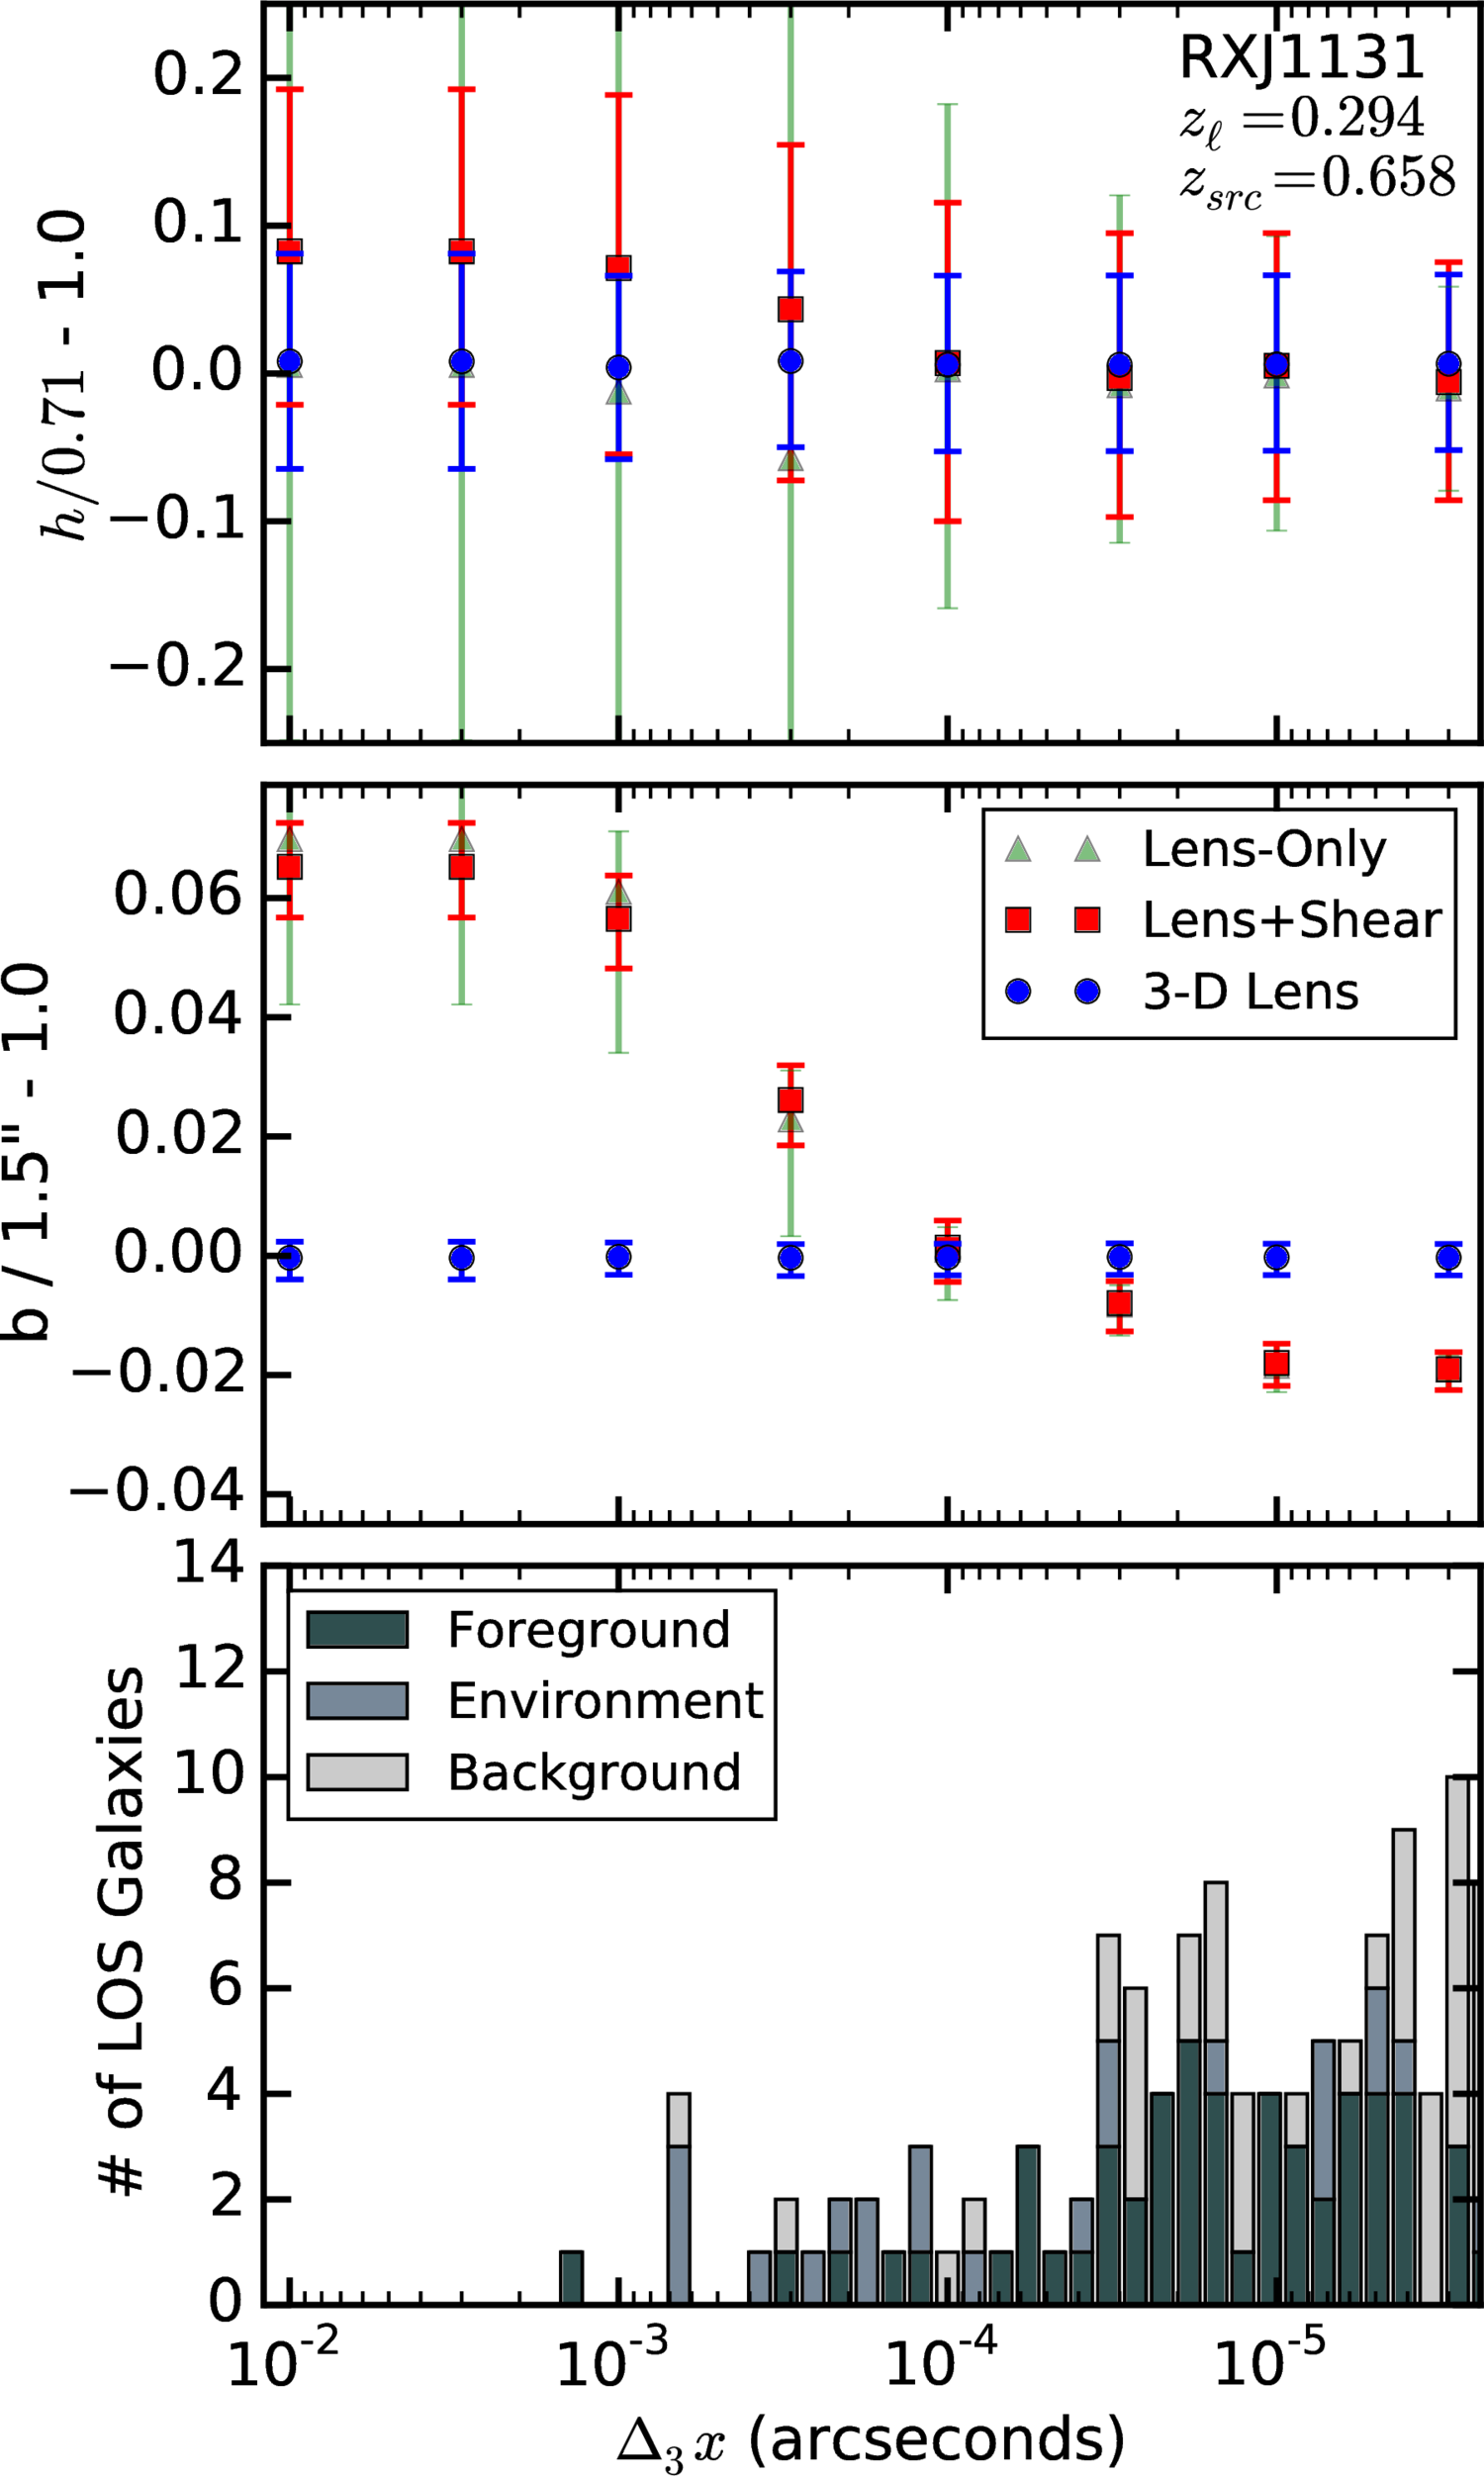 RXJ1131
z_ℓ = 0.294
z_src = 0.658
0.2
0.1
0.0
−0.1
−0.2
h/0.71 - 1.0
Lens-Only
Lens+Shear
3-D Lens
0.06
0.04
0.02
0.00
−0.02
−0.04
b / 1.5" - 1.0
Foreground
Environment
Background
14
12
10
8
6
4
2
0
# of LOS Galaxies
10^-2 10^-3 10^-4 10^-5
Δ_3 x (arcseconds)